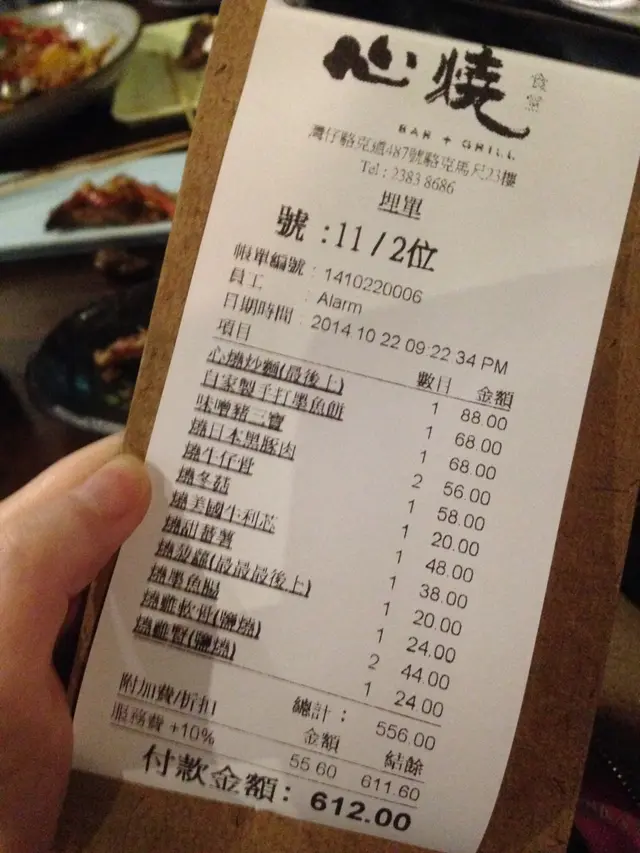 心燒 食堂
BAR + GRILL
灣仔駱克道487號駱克馬尺23樓
Tel : 2383 8686
埋單
號 : 11 / 2位
帳單編號 : 1410220006
員工 : Alarm
日期時間 : 2014.10.22 09:22:34 PM
項目 數目 金額
心燒炒麵(最後上) 1 88.00
自家製手打墨魚餅 1 68.00
味噌豬三寶 1 68.00
燒日本黑豚肉 2 56.00
燒牛仔骨 1 58.00
燒冬菇 1 20.00
燒美國牛利芯 1 48.00
燒甜蕃薯 1 38.00
燒菠蘿(最最最後上) 1 20.00
燒墨魚腸 1 24.00
燒雞軟骨(鹽燒) 2 44.00
燒雞腎(鹽燒) 1 24.00
總計 : 556.00
附加費/折扣 金額 結餘
服務費 +10% 55.60 611.60
付款金額: 612.00